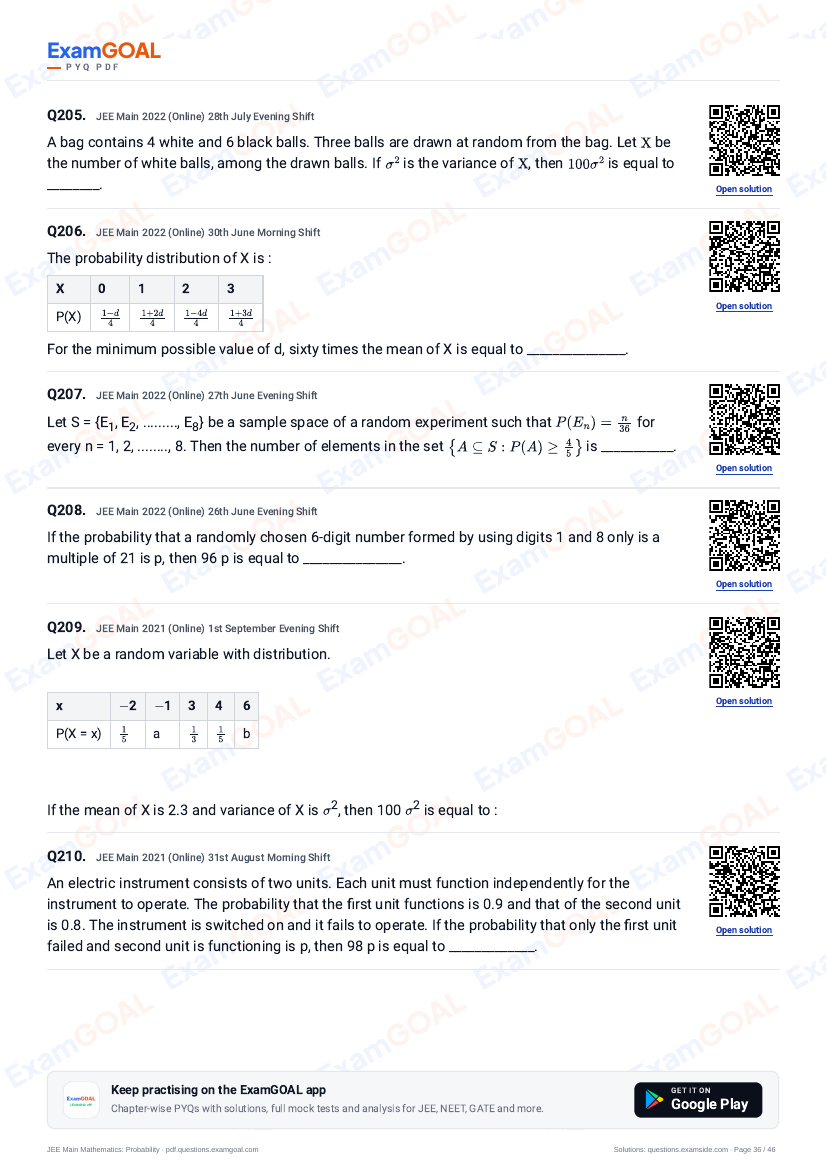 ExamGOAL
PYQ PDF
Q205. JEE Main 2022 (Online) 28th July Evening Shift
A bag contains 4 white and 6 black balls. Three balls are drawn at random from the bag. Let X be
the number of white balls, among the drawn balls. If σ² is the variance of X, then 100σ² is equal to
________.
Open solution
Q206. JEE Main 2022 (Online) 30th June Morning Shift
The probability distribution of X is :
X 0 1 2 3
P(X) (1−d)/4 (1+2d)/4 (1−4d)/4 (1+3d)/4
For the minimum possible value of d, sixty times the mean of X is equal to _______________.
Open solution
Q207. JEE Main 2022 (Online) 27th June Evening Shift
Let S = {E₁, E₂, ........., E₈} be a sample space of a random experiment such that P(Eₙ) = n/36 for
every n = 1, 2, ........, 8. Then the number of elements in the set {A ⊆ S : P(A) ≥ 4/5} is ___________.
Open solution
Q208. JEE Main 2022 (Online) 26th June Evening Shift
If the probability that a randomly chosen 6-digit number formed by using digits 1 and 8 only is a
multiple of 21 is p, then 96 p is equal to _______________.
Open solution
Q209. JEE Main 2021 (Online) 1st September Evening Shift
Let X be a random variable with distribution.
x −2 −1 3 4 6
P(X = x) 1/5 a 1/3 1/5 b
If the mean of X is 2.3 and variance of X is σ², then 100 σ² is equal to :
Open solution
Q210. JEE Main 2021 (Online) 31st August Morning Shift
An electric instrument consists of two units. Each unit must function independently for the
instrument to operate. The probability that the first unit functions is 0.9 and that of the second unit
is 0.8. The instrument is switched on and it fails to operate. If the probability that only the first unit
failed and second unit is functioning is p, then 98 p is equal to _____________.
Open solution
ExamGOAL
Keep practising on the ExamGOAL app
Chapter-wise PYQs with solutions, full mock tests and analysis for JEE, NEET, GATE and more.
GET IT ON
Google Play
JEE Main Mathematics: Probability · pdf.questions.examgoal.com
Solutions: questions.examside.com · Page 36 / 46